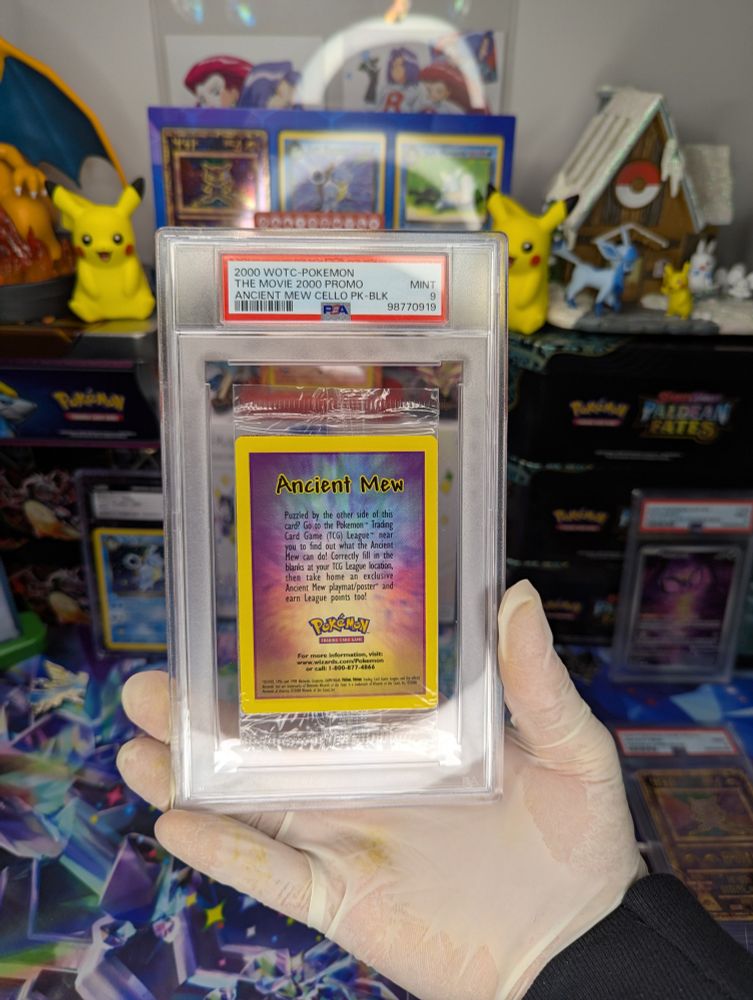 2000 WOTC-POKEMON
THE MOVIE 2000 PROMO
ANCIENT MEW CELLO PK-BLK
MINT
9
98770919
PSA
Ancient Mew
Puzzled by the other side of this
card? Go to the Pokemon™ Trading
Card Game (TCG) League™ near
you to find out what the Ancient
Mew can do! Correctly fill in the
blanks at your TCG League location,
then take home an exclusive
Ancient Mew playmat/poster* and
earn League points too!
POKéMON
TRADING CARD GAME
For more information, visit:
www.wizards.com/Pokemon
or call: 1-800-877-4866
Pokémon
Pokémon
PALDEAN
FATES
Pokémon
R